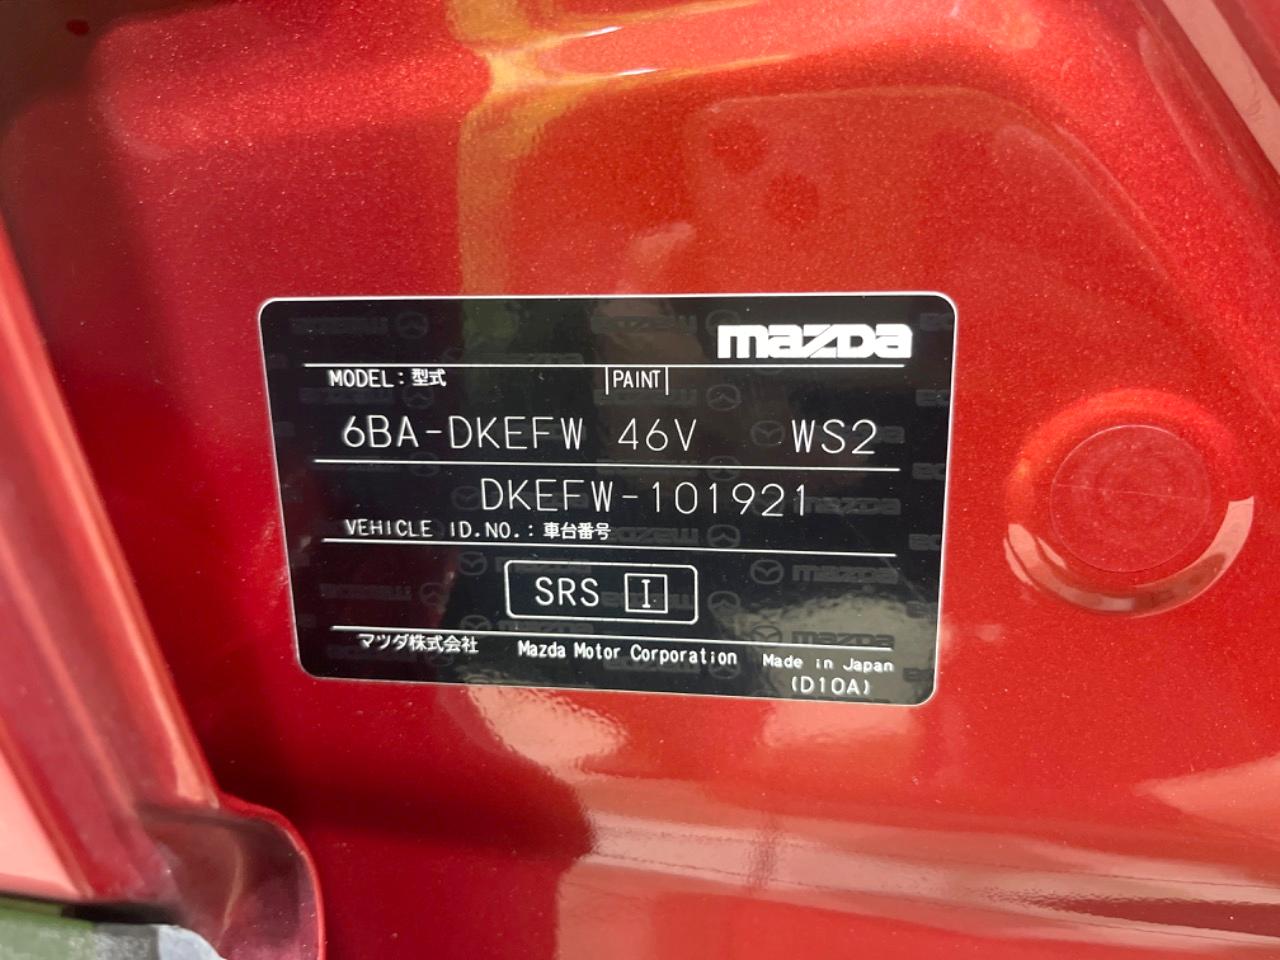 mazda
MODEL：型式 PAINT
6BA-DKEFW 46V WS2
DKEFW-101921
VEHICLE ID.NO.：車台番号
SRS I
マツダ株式会社 Mazda Motor Corporation Made in Japan
(D10A)